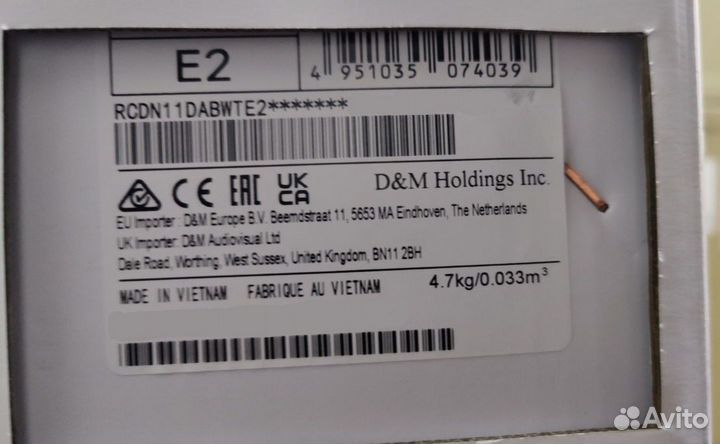 E2
4 951035 074039
RCDN11DABWTE2*******
CE EAC UKCA
D&M Holdings Inc.
EU Importer : D&M Europe B.V. Beemdstraat 11, 5653 MA Eindhoven, The Netherlands
UK Importer: D&M Audiovisual Ltd
Dale Road, Worthing, West Sussex, United Kingdom, BN11 2BH
MADE IN VIETNAM FABRIQUE AU VIETNAM
4.7kg/0.033m³
Avito